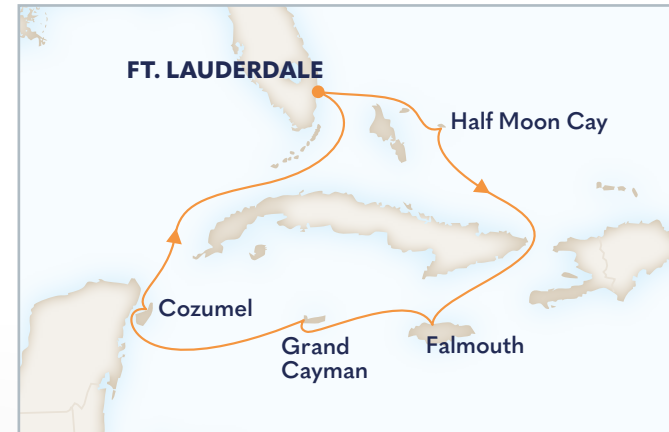 FT. LAUDERDALE
Half Moon Cay
Cozumel
Grand
Cayman
Falmouth